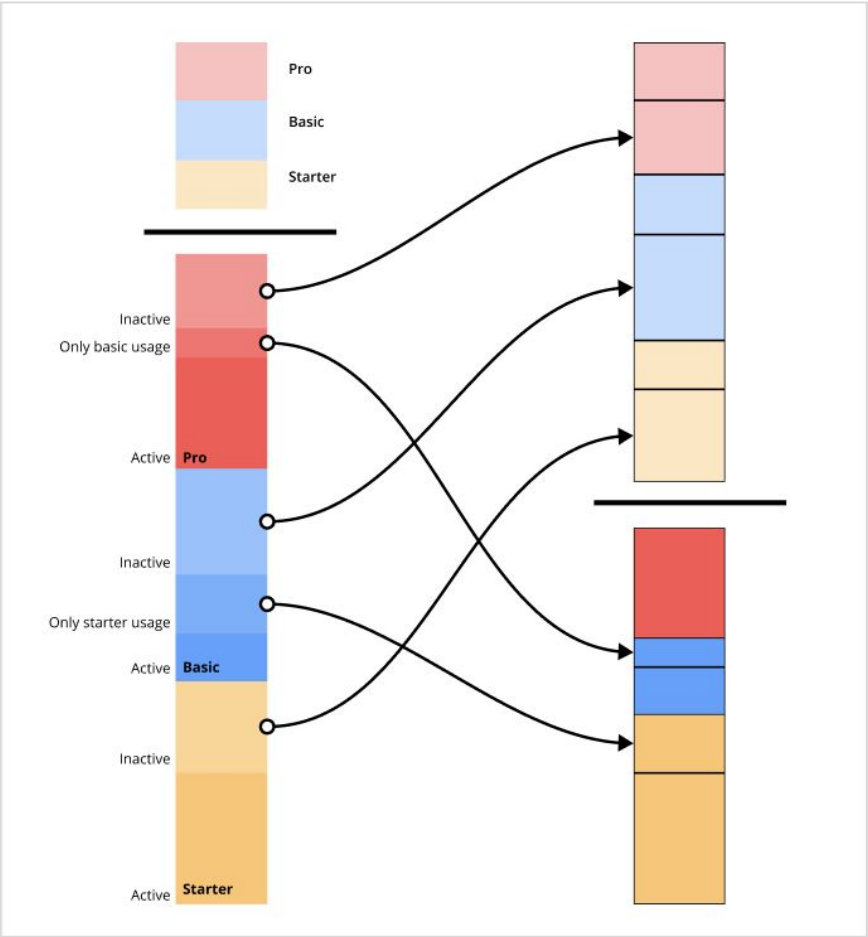 Pro
Basic
Starter
Inactive
Only basic usage
Active Pro
Inactive
Only starter usage
Active Basic
Inactive
Active Starter